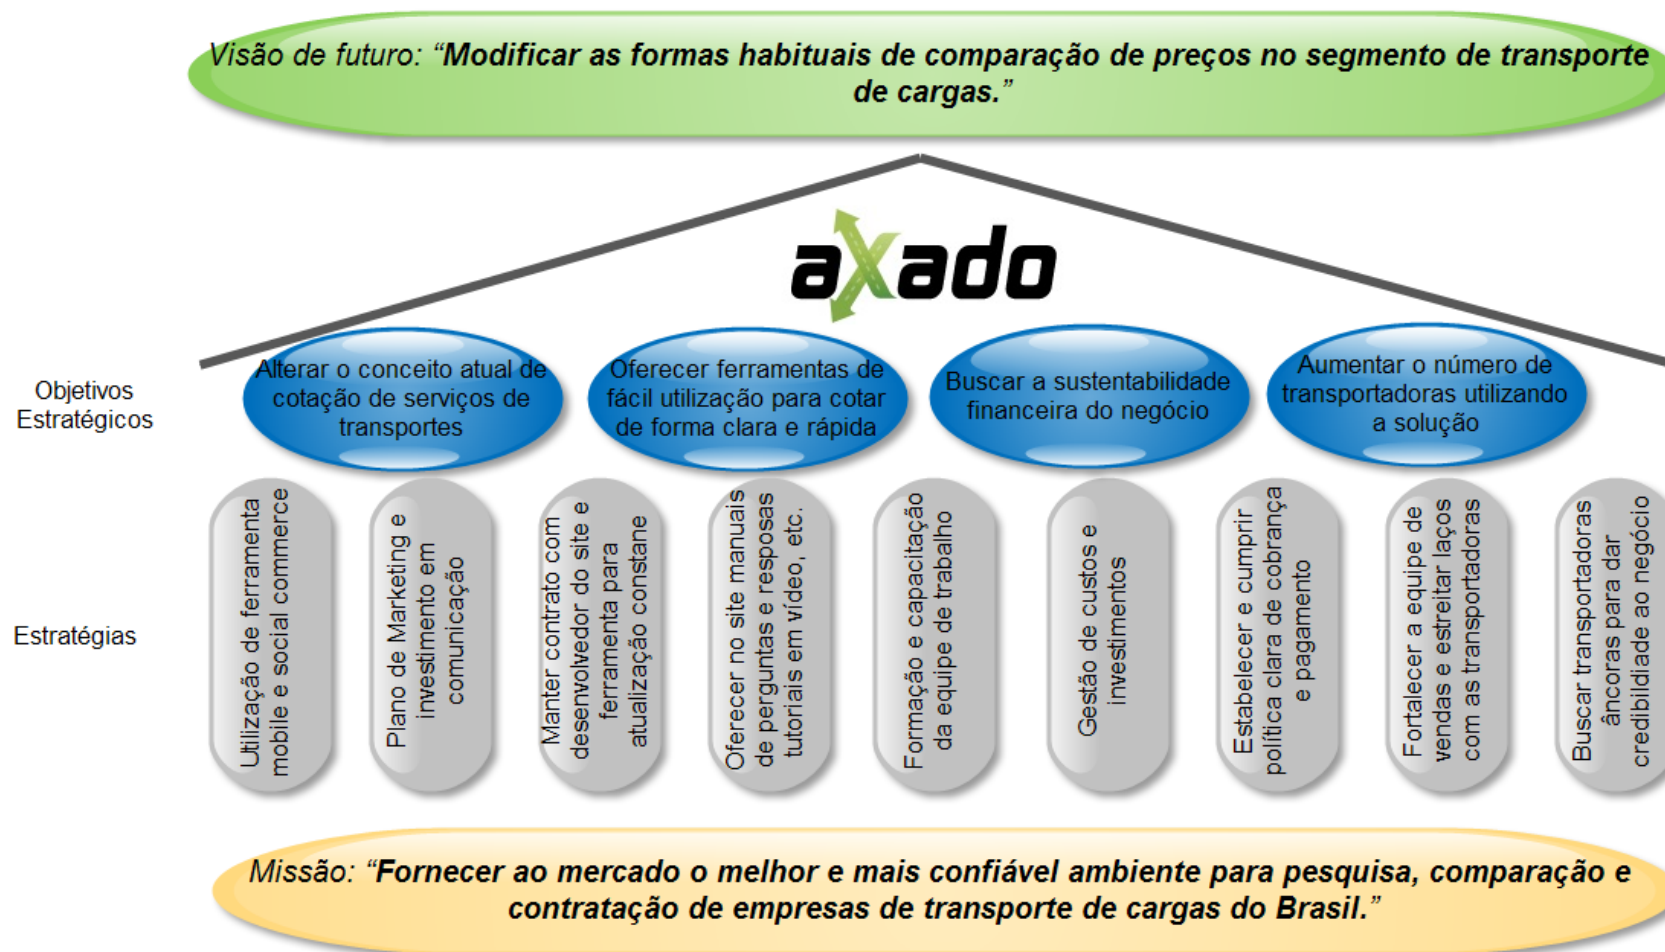 Visão de futuro: “Modificar as formas habituais de comparação de preços no segmento de transporte
de cargas.”
axado
Objetivos
Estratégicos
Alterar o conceito atual de
cotação de serviços de
transportes
Oferecer ferramentas de
fácil utilização para cotar
de forma clara e rápida
Buscar a sustentabilidade
financeira do negócio
Aumentar o número de
transportadoras utilizando
a solução
Estratégias
Utilização de ferramenta
mobile e social commerce
Plano de Marketing e
investimento em
comunicação
Manter contrato com
desenvolvedor do site e
ferramenta para
atualização constane
Oferecer no site manuais
de perguntas e resposas
tutoriais em vídeo, etc.
Formação e capacitação
da equipe de trabalho
Gestão de custos e
investimentos
Estabelecer e cumprir
política clara de cobrança
e pagamento
Fortalecer a equipe de
vendas e estreitar laços
com as transportadoras
Buscar transportadoras
âncoras para dar
credibildiade ao negócio
Missão: “Fornecer ao mercado o melhor e mais confiável ambiente para pesquisa, comparação e
contratação de empresas de transporte de cargas do Brasil.”